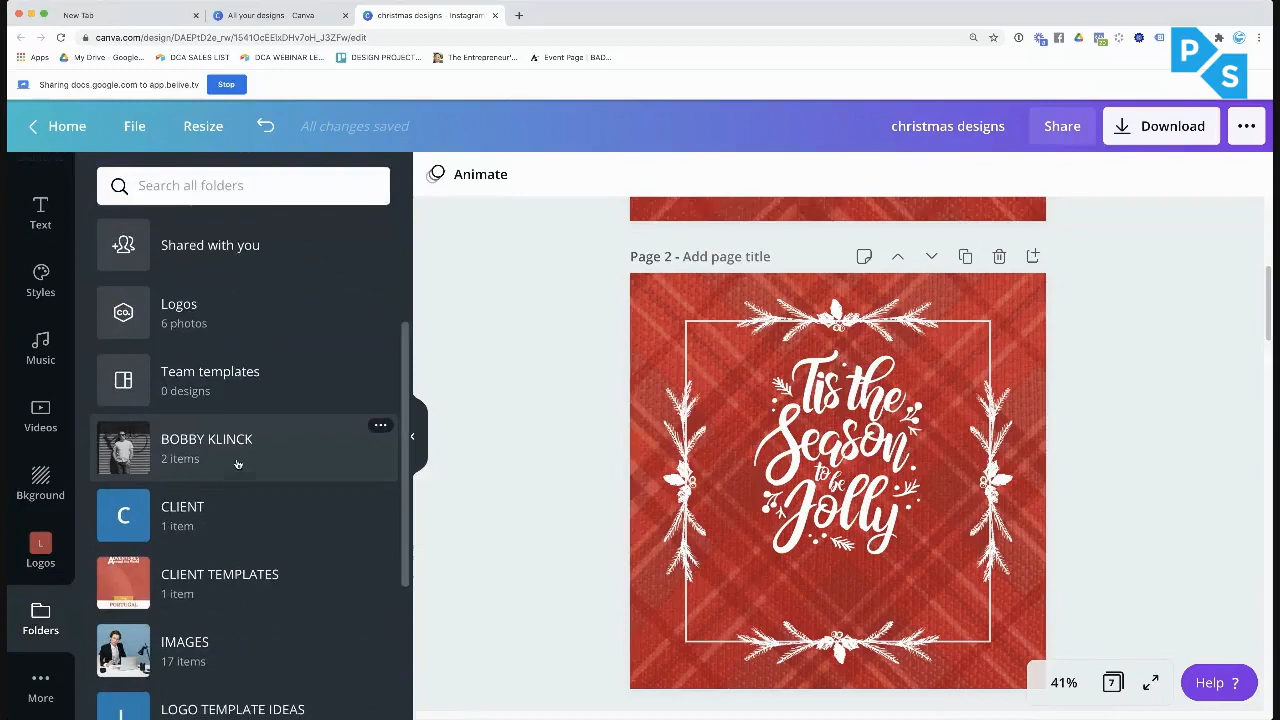 New Tab
All your designs - Canva
christmas designs - Instagram
canva.com/design/DAEPtD2e_rw/1541OcEElxDHv7oH_J3ZFw/edit
Apps
My Drive - Google...
DCA SALES LIST
DCA WEBINAR LE...
DESIGN PROJECT...
The Entrepreneur'...
Event Page | BAD...
PS
Sharing docs.google.com to app.belive.tv
Stop
Home
File
Resize
All changes saved
christmas designs
Share
Download
Search all folders
Animate
Text
Styles
Music
Videos
Bkground
L
Logos
Folders
More
Shared with you
CO.
Logos
6 photos
Team templates
0 designs
BOBBY KLINCK
2 items
C
CLIENT
1 item
CLIENT TEMPLATES
1 item
PORTUGAL
IMAGES
17 items
L
LOGO TEMPLATE IDEAS
Page 2 - Add page title
Tis the
Season
to be
Jolly
41%
7
Help ?